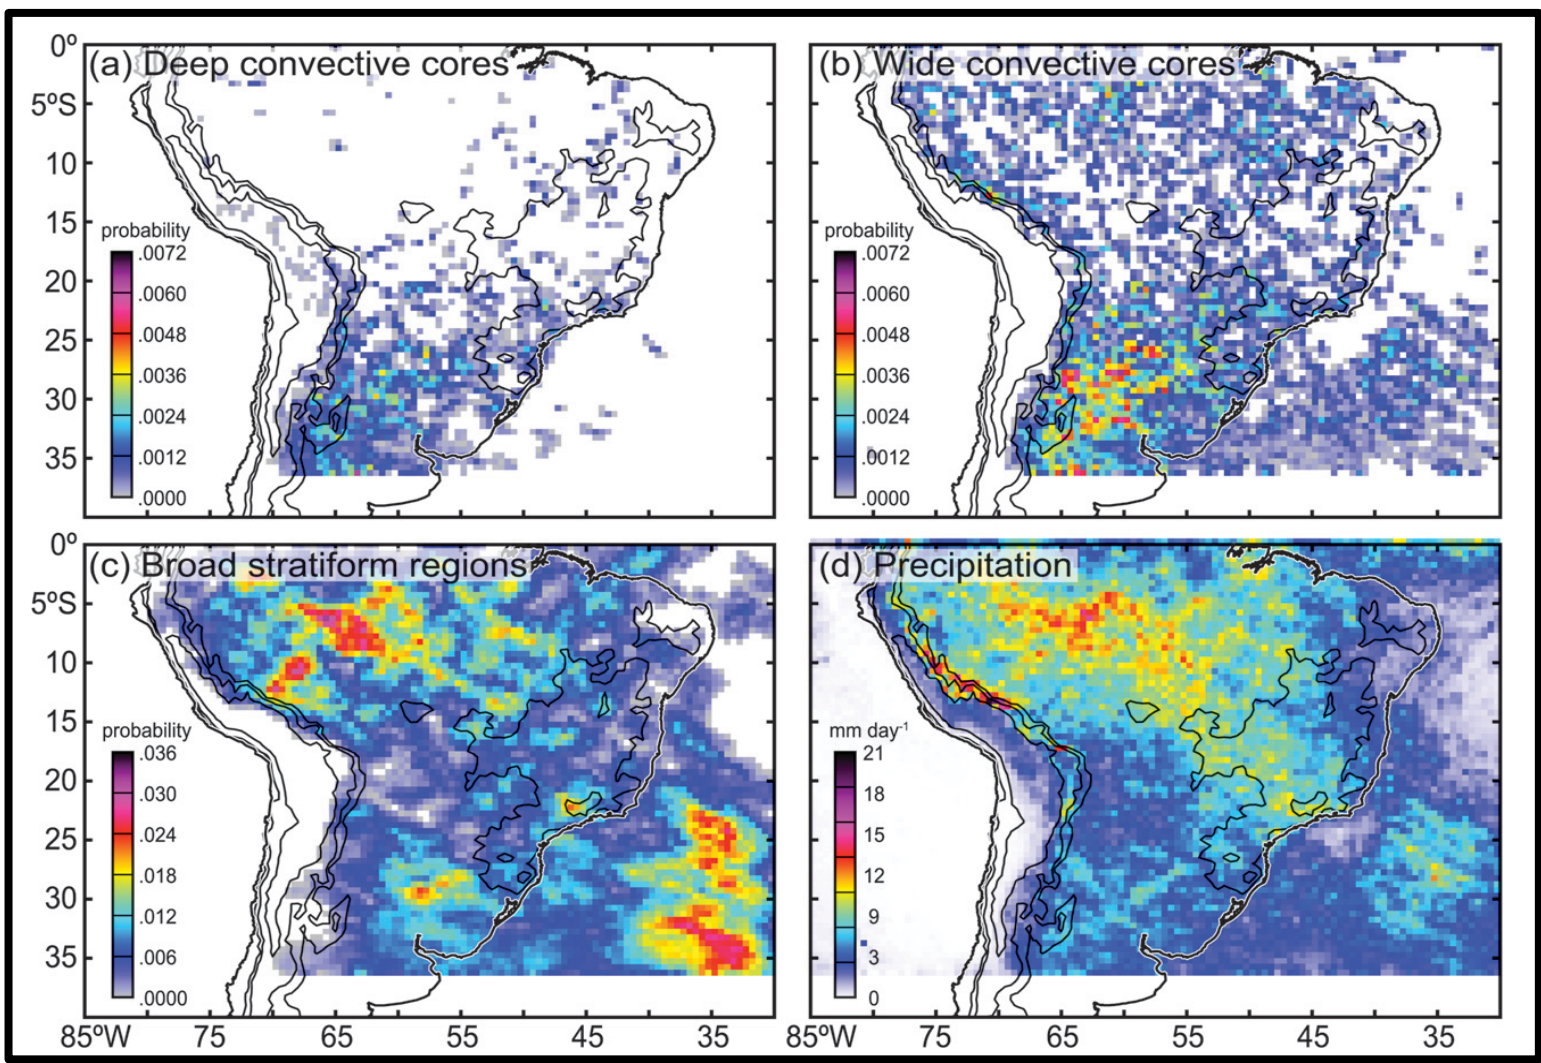 (a) Deep convective cores
0º
5ºS
10
15
20
25
30
35
probability
.0072
.0060
.0048
.0036
.0024
.0012
.0000
(b) Wide convective cores
probability
.0072
.0060
.0048
.0036
.0024
.0012
.0000
(c) Broad stratiform regions
0º
5ºS
10
15
20
25
30
35
probability
.036
.030
.024
.018
.012
.006
.0000
85ºW 75 65 55 45 35
(d) Precipitation
mm day⁻¹
21
18
15
12
9
3
0
75 65 55 45 35